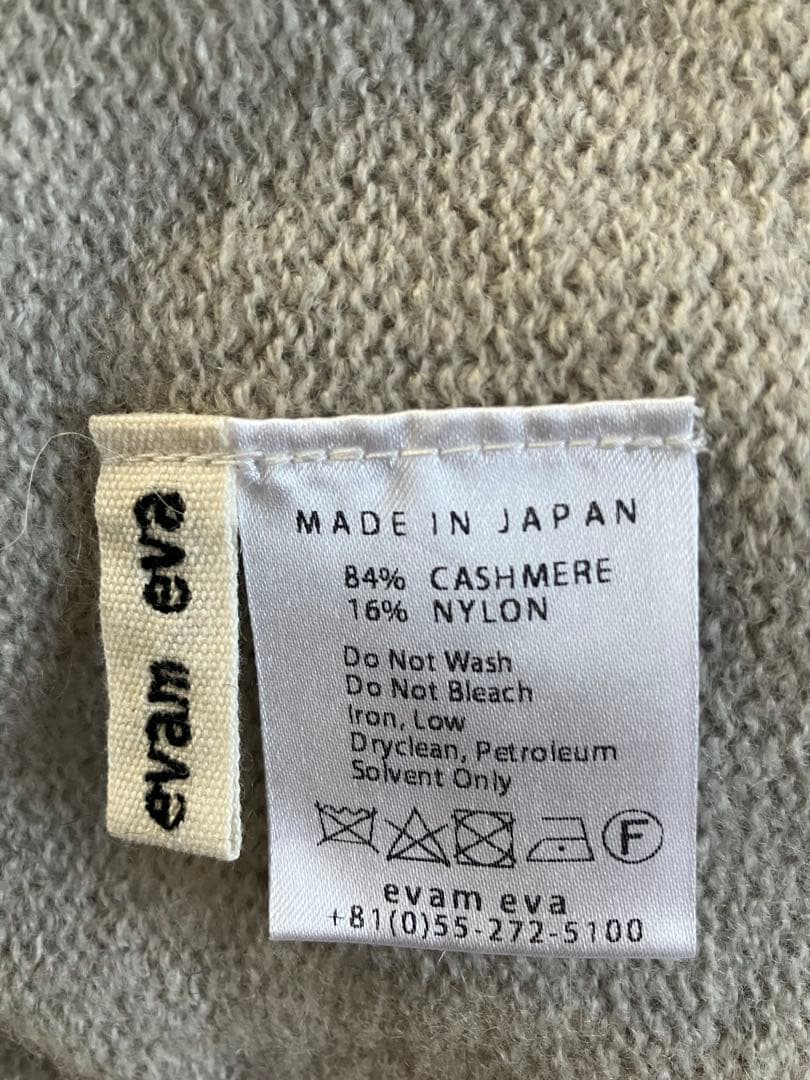 evam eva
MADE IN JAPAN
84% CASHMERE
16% NYLON
Do Not Wash
Do Not Bleach
Iron, Low
Dryclean, Petroleum
Solvent Only
F
evam eva
+81(0)55-272-5100